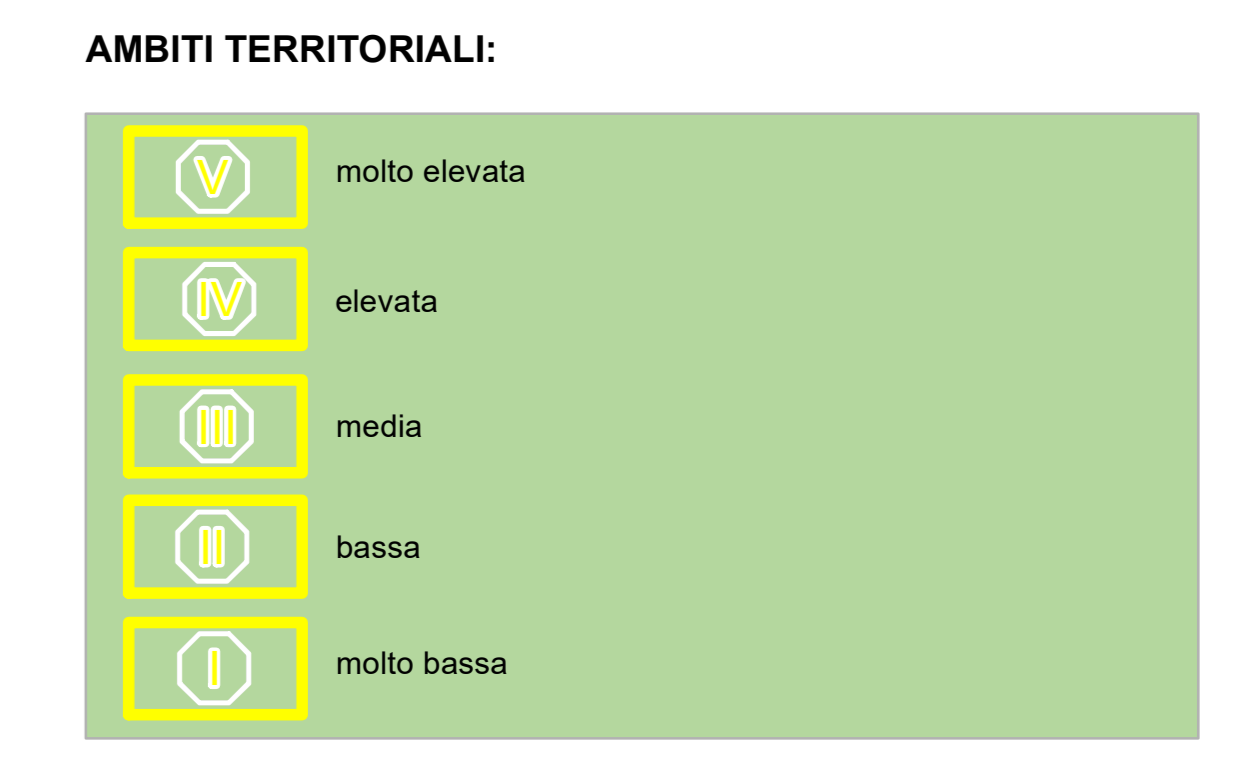 AMBITI TERRITORIALI:
V molto elevata
IV elevata
III media
II bassa
I molto bassa